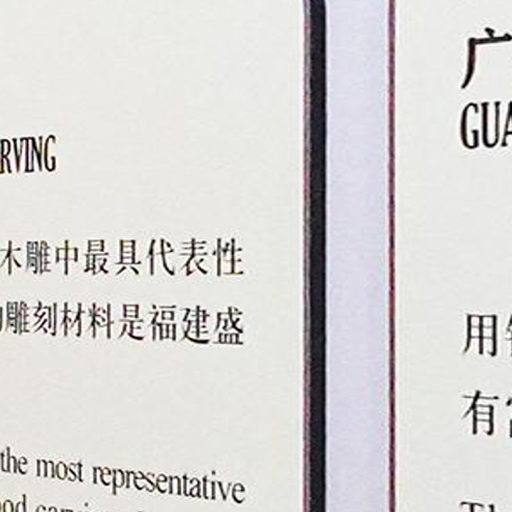 RVING
木雕中最具代表性
雕刻材料是福建盛
the most representative
广
GUA
用
有